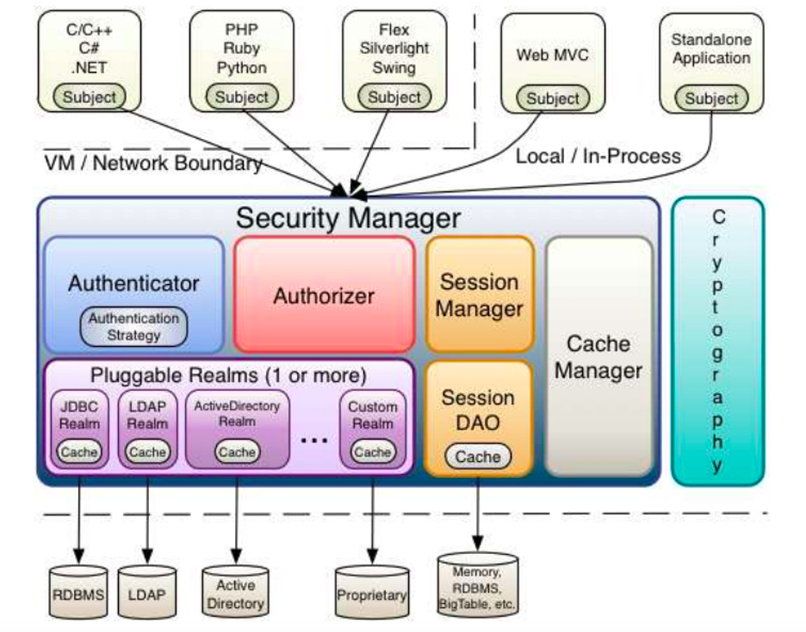 C/C++
C#
.NET
Subject
PHP
Ruby
Python
Subject
Flex
Silverlight
Swing
Subject
Web MVC
Subject
Standalone
Application
Subject
VM / Network Boundary
Local / In-Process
Security Manager
Authenticator
Authentication
Strategy
Authorizer
Session
Manager
Cache
Manager
Cryptography
Pluggable Realms (1 or more)
JDBC
Realm
Cache
LDAP
Realm
Cache
ActiveDirectory
Realm
Cache
...
Custom
Realm
Cache
Session
DAO
Cache
RDBMS
LDAP
Active
Directory
Proprietary
Memory,
RDBMS,
BigTable, etc.